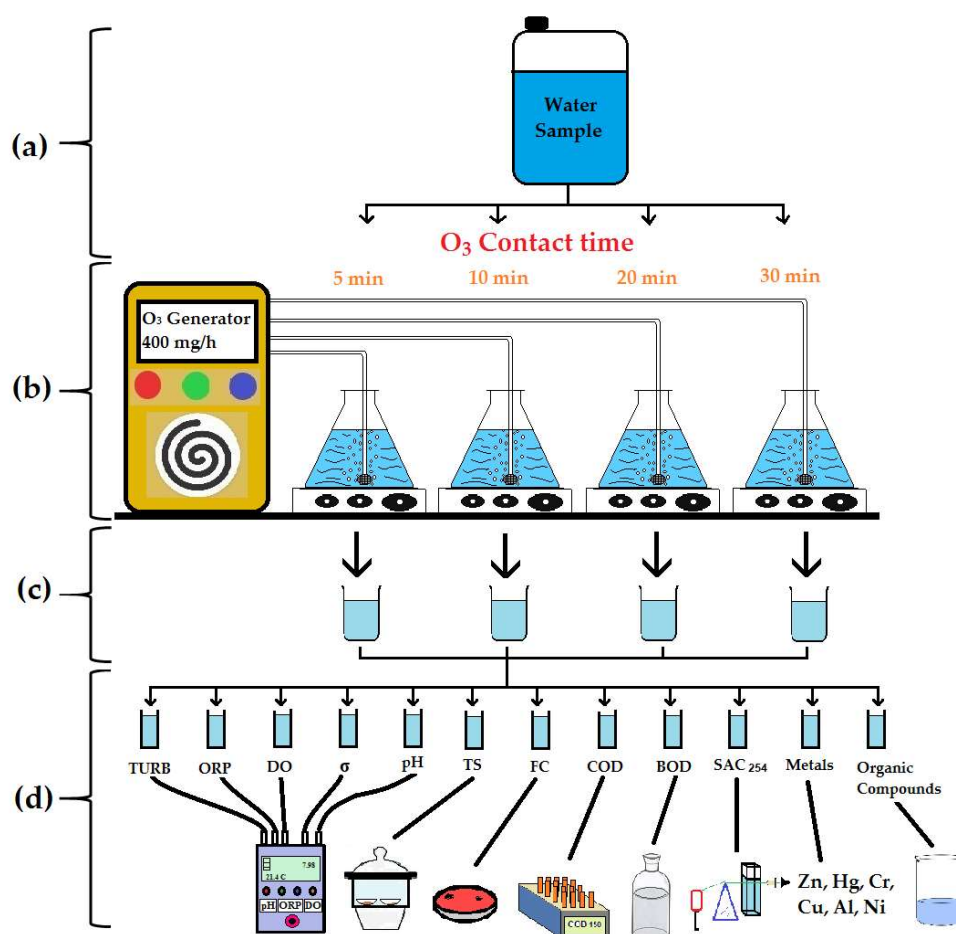 (a)
Water
Sample
O₃ Contact time
5 min
10 min
20 min
30 min
(b)
O₃ Generator
400 mg/h
(c)
(d)
TURB
ORP
DO
σ
pH
TS
FC
COD
BOD
SAC 254
Metals
Organic
Compounds
7.98
21.4 C
pH
ORP
DO
CCD 150
Zn, Hg, Cr,
Cu, Al, Ni